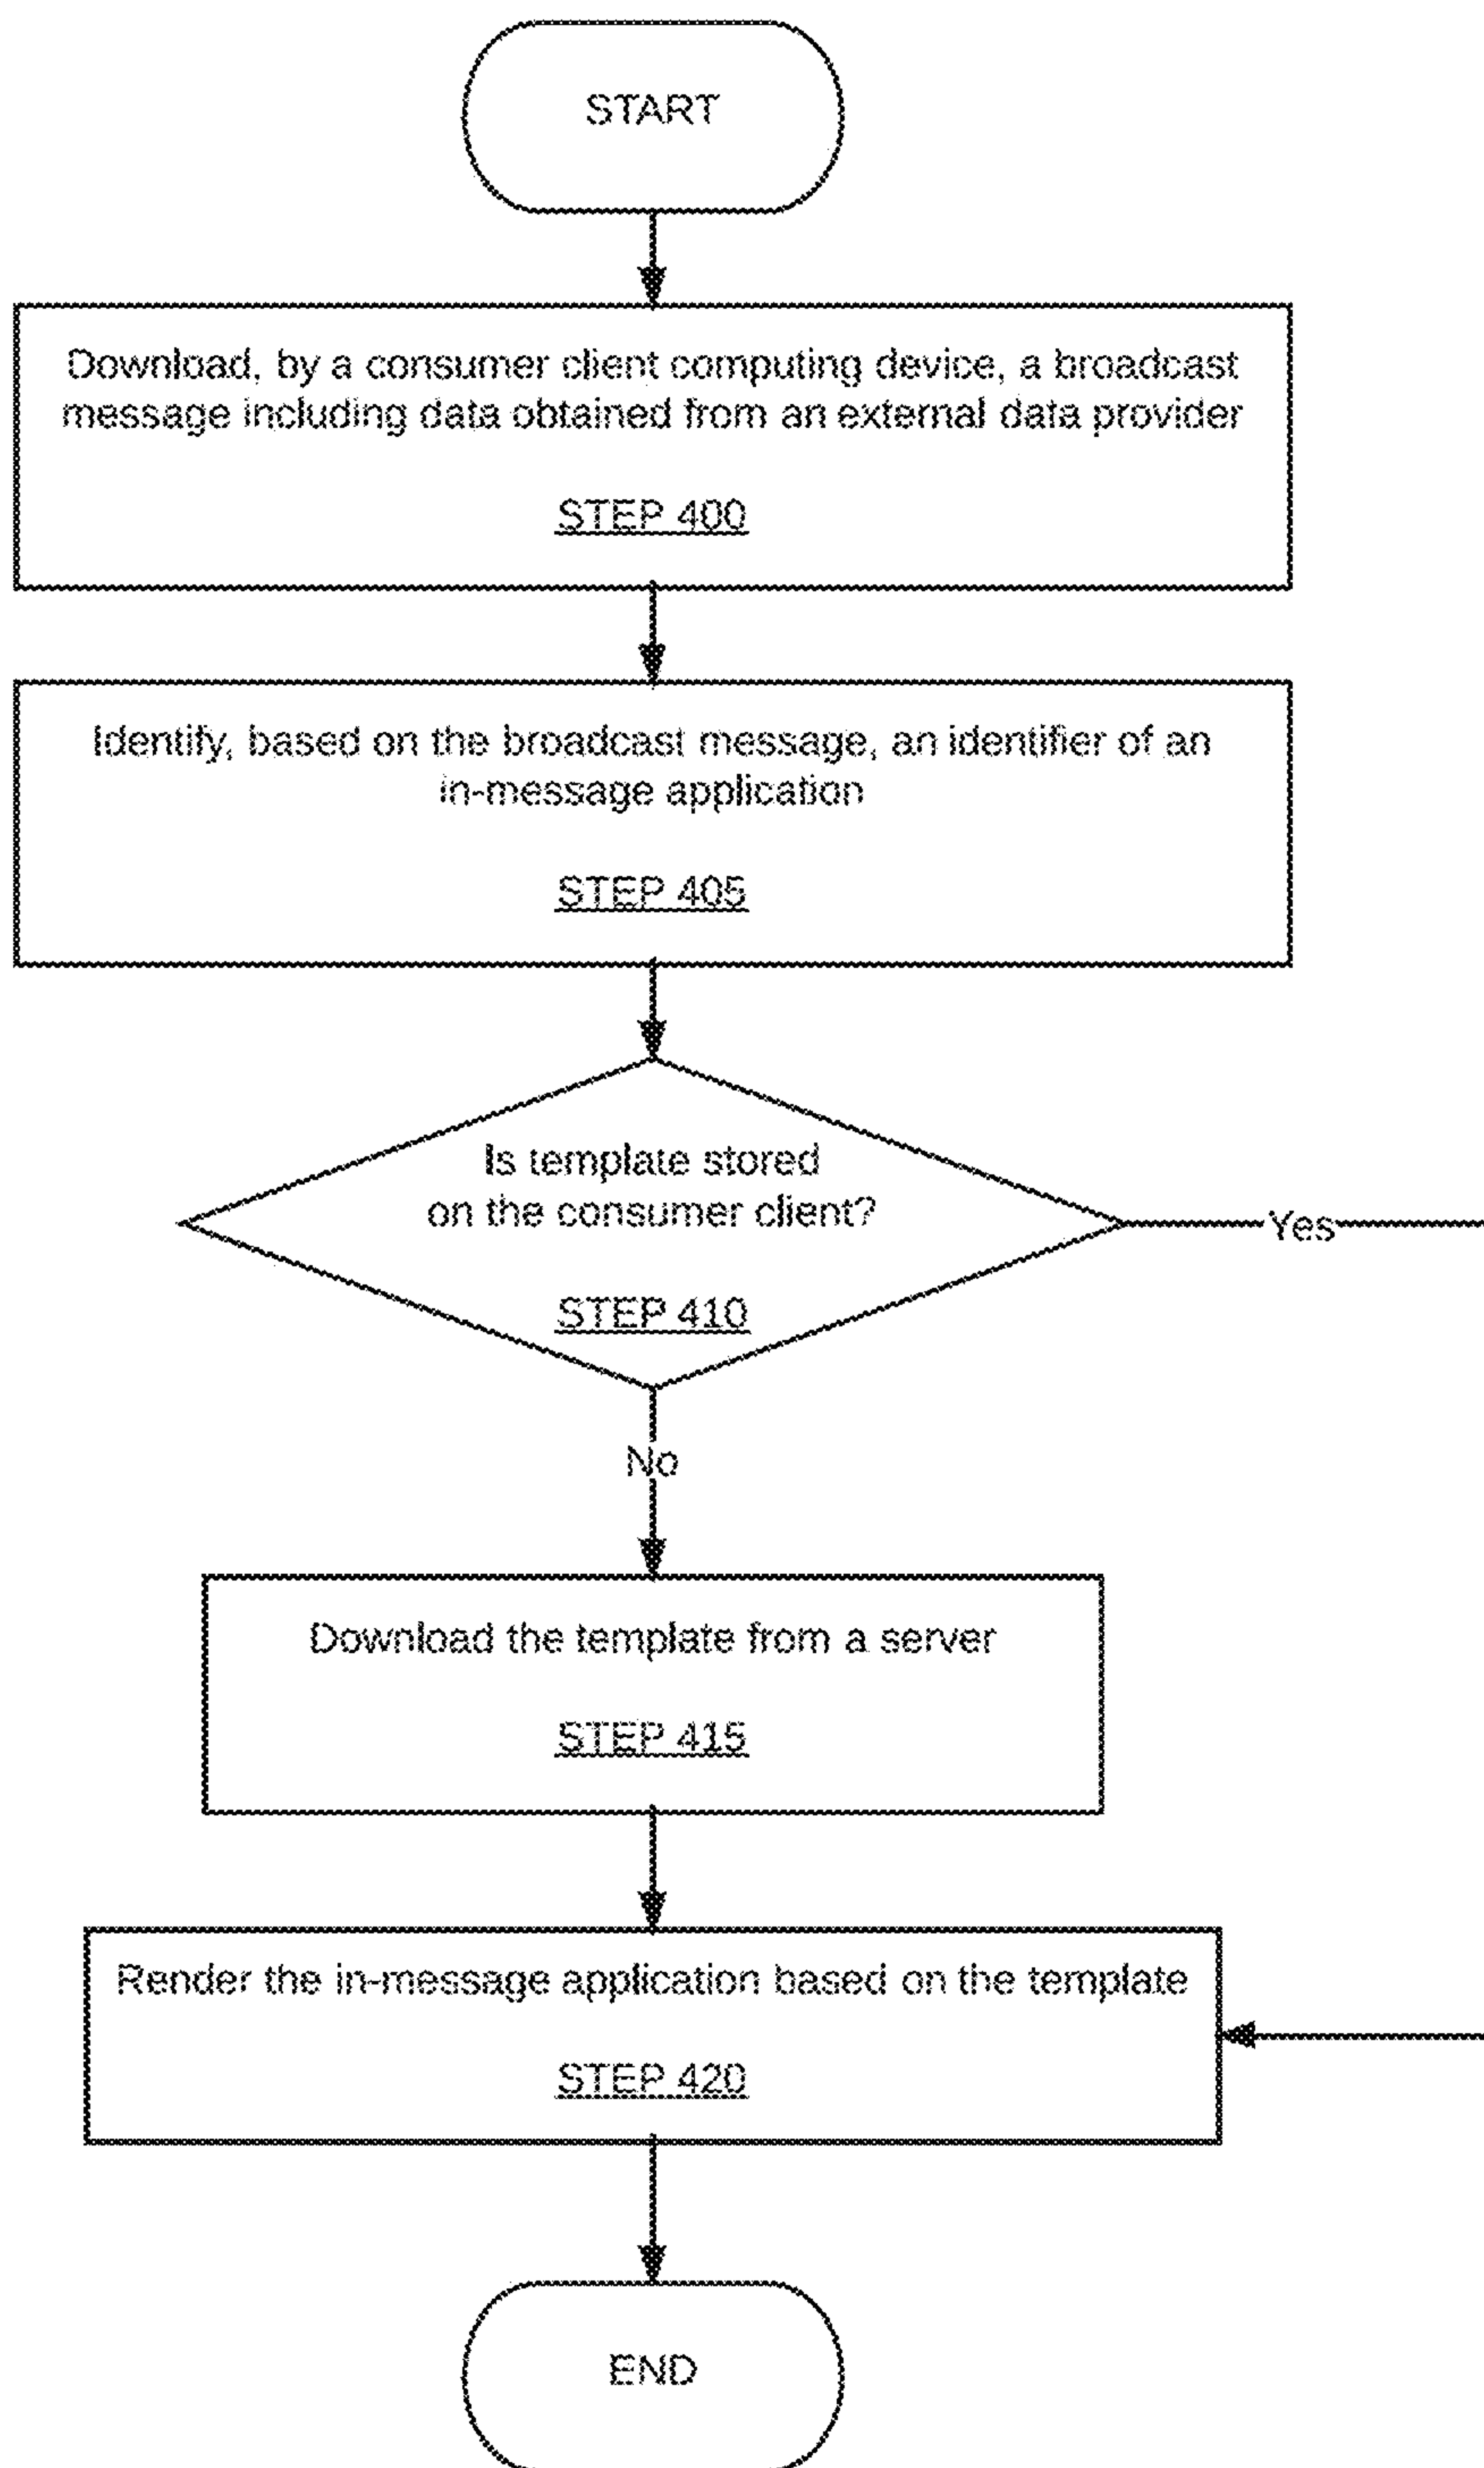 START
Download, by a consumer client computing device, a broadcast
message including data obtained from an external data provider
STEP 400
Identify, based on the broadcast message, an identifier of an
in-message application
STEP 405
Is template stored
on the consumer client?
STEP 410
Yes
No
Download the template from a server
STEP 415
Render the in-message application based on the template
STEP 420
END